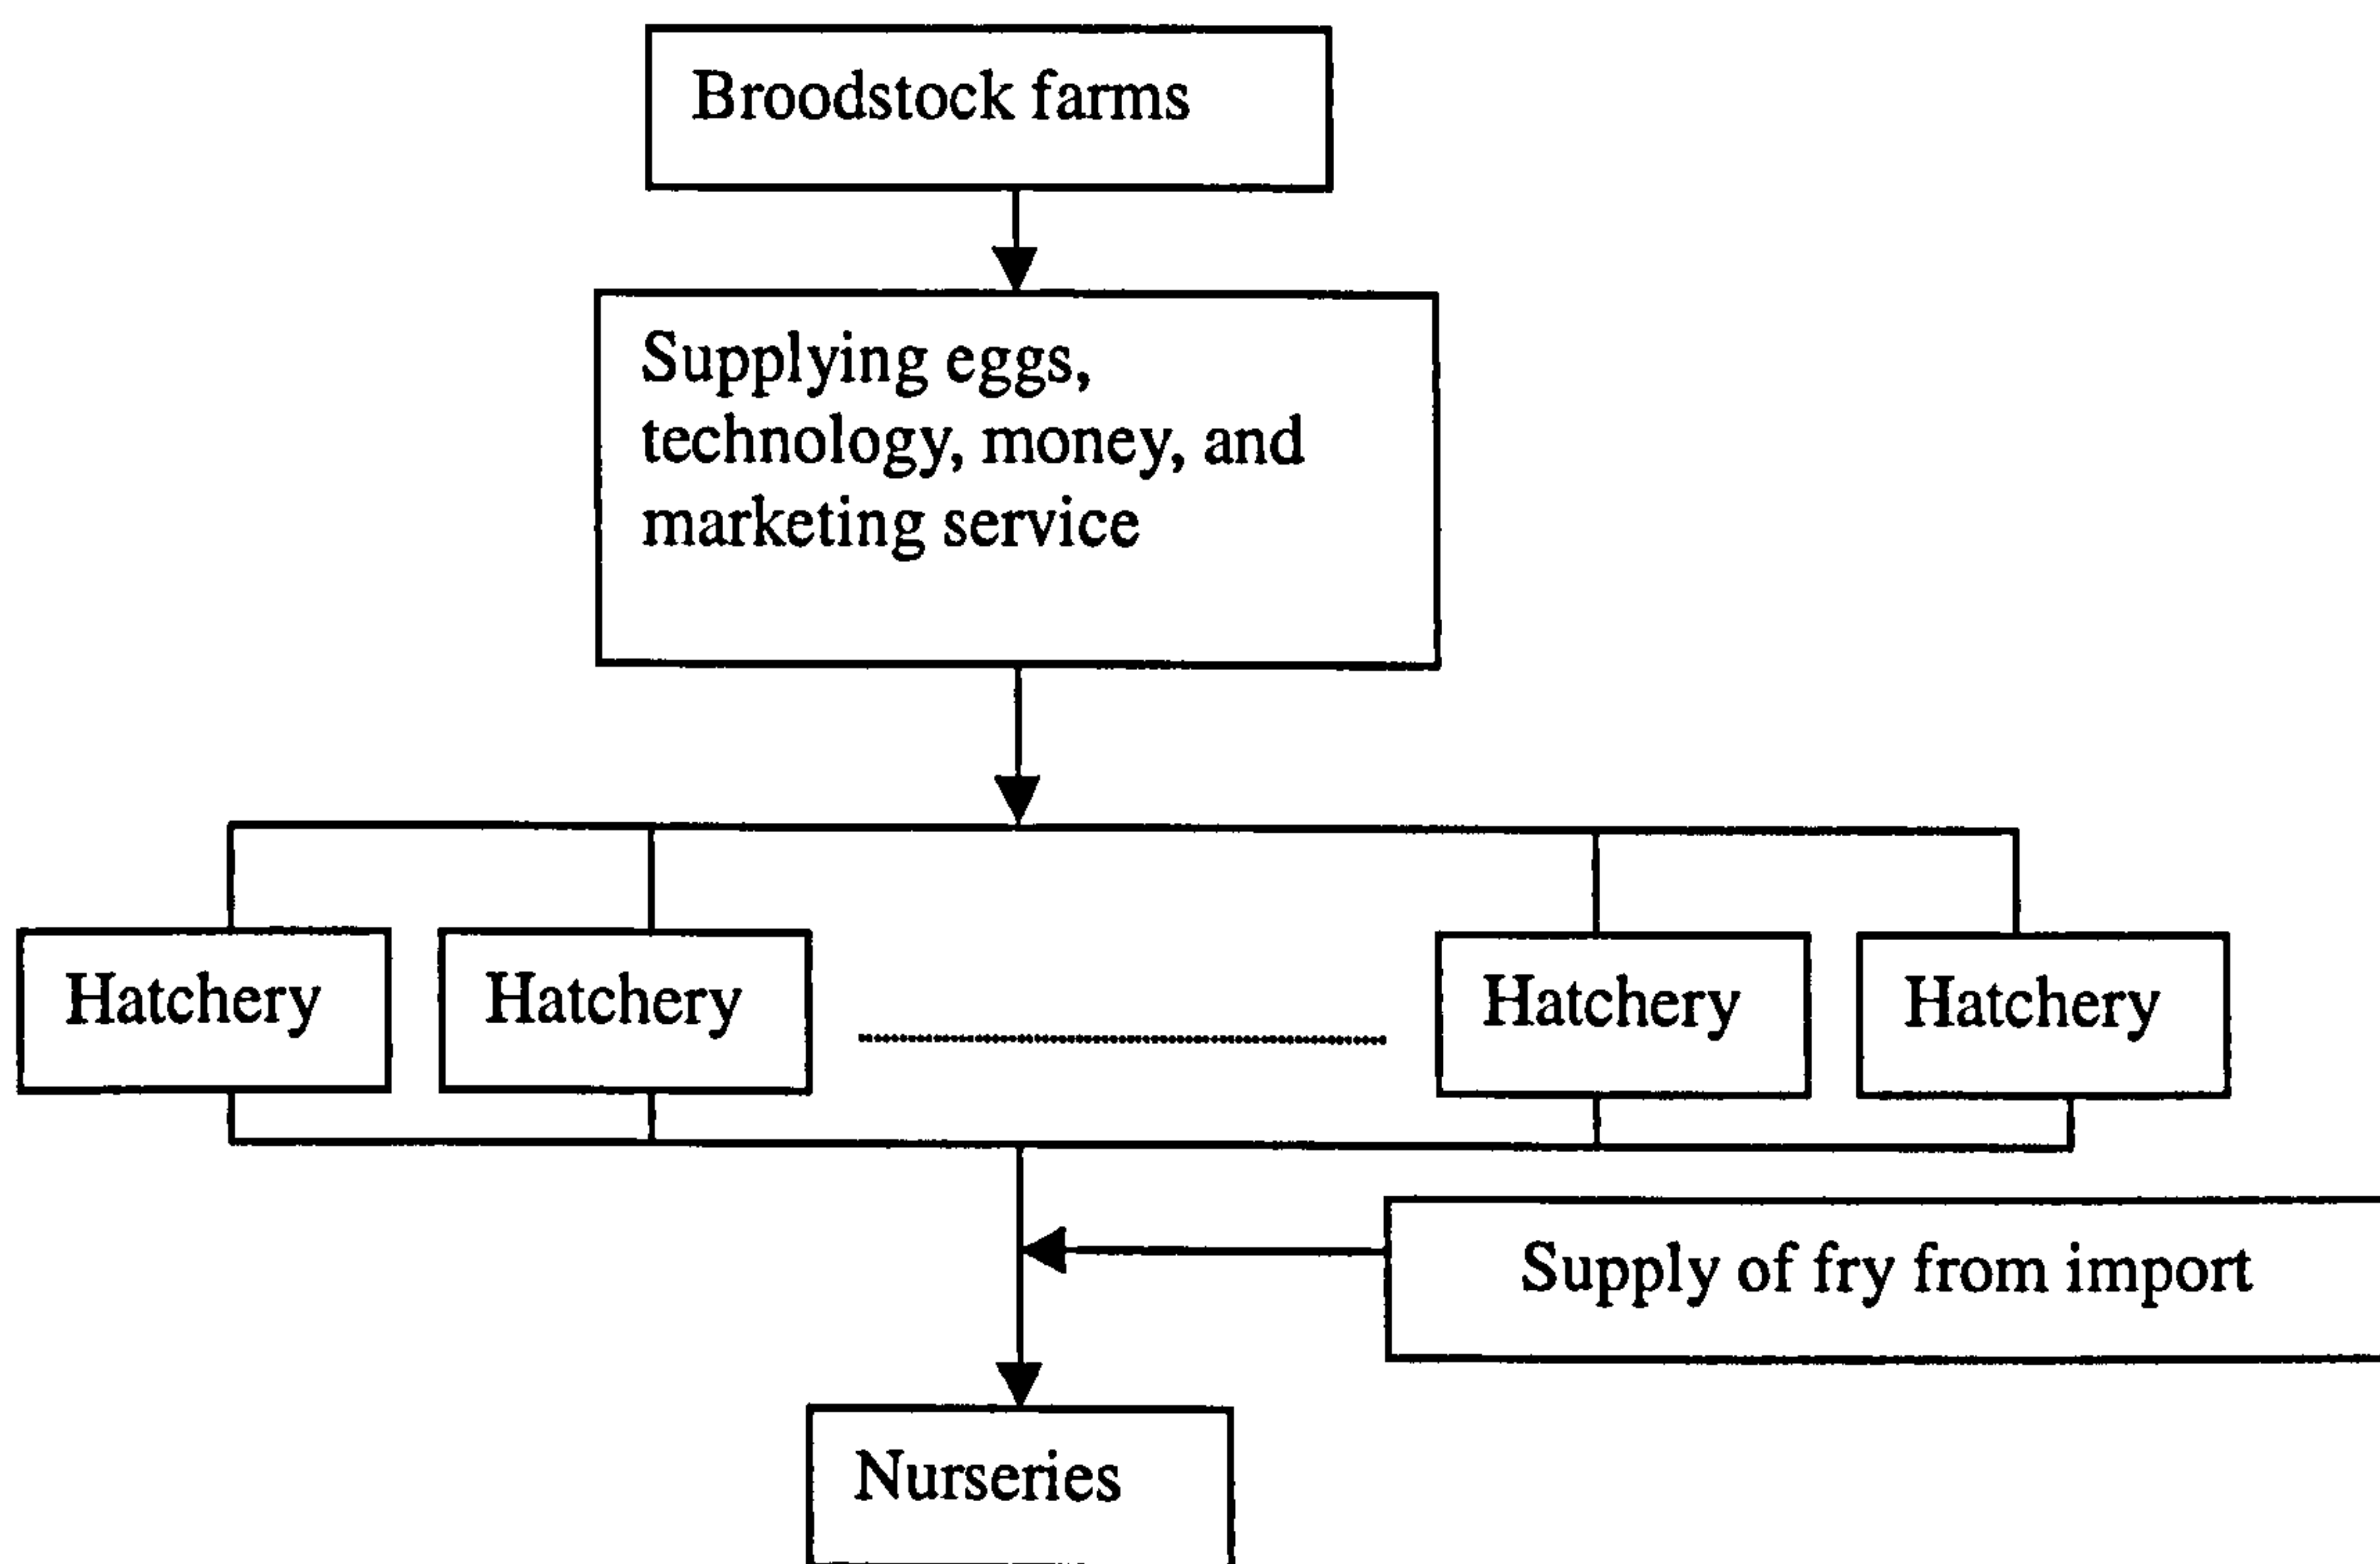 Broodstock farms
Supplying eggs,
technology, money, and
marketing service
Hatchery
Hatchery
Hatchery
Hatchery
Supply of fry from import
Nurseries